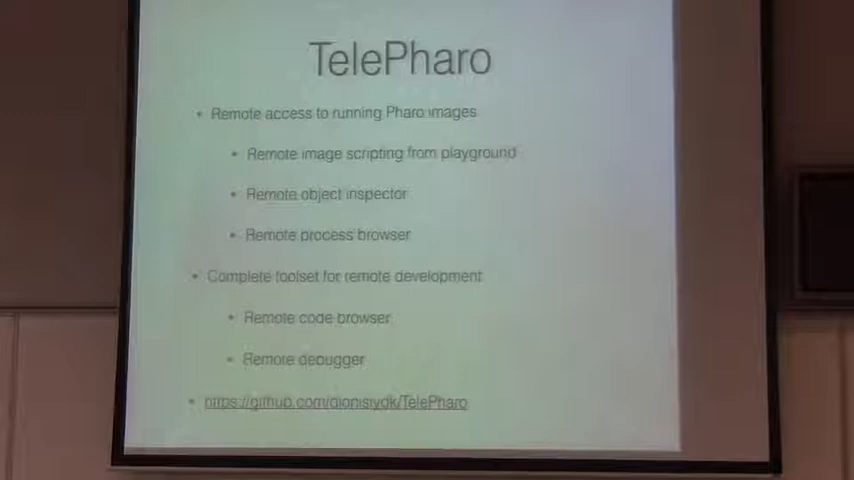 TelePharo
• Remote access to running Pharo images
• Remote image scripting from playground
• Remote object inspector
• Remote process browser
• Complete toolset for remote development
• Remote code browser
• Remote debugger
• https://github.com/dionisiydk/TelePharo